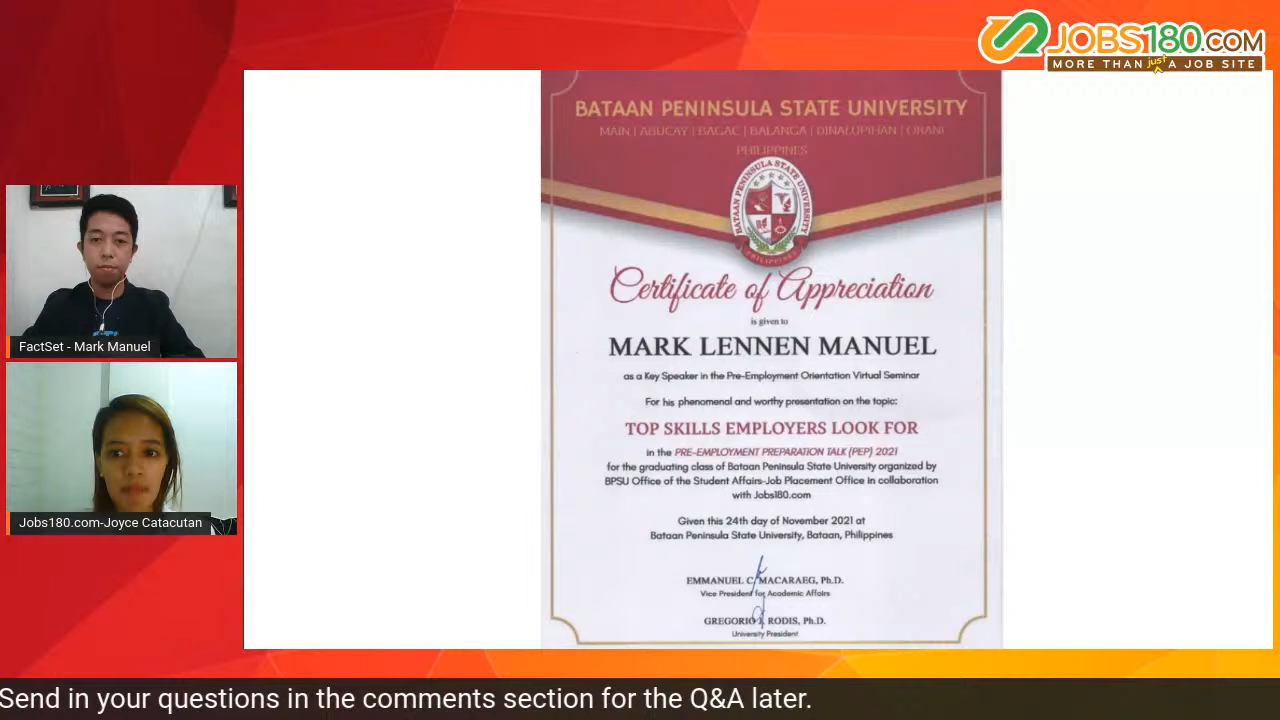 JOBS180.COM
MORE THAN just A JOB SITE
BATAAN PENINSULA STATE UNIVERSITY
MAIN | ABUCAY | BAGAC | BALANGA | DINALUPIHAN | ORANI
PHILIPPINES
BATAAN PENINSULA STATE UNIVERSITY
PHILIPPINES
Certificate of Appreciation
is given to
MARK LENNEN MANUEL
as a Key Speaker in the Pre-Employment Orientation Virtual Seminar
For his phenomenal and worthy presentation on the topic:
TOP SKILLS EMPLOYERS LOOK FOR
in the PRE-EMPLOYMENT PREPARATION TALK (PEP) 2021
for the graduating class of Bataan Peninsula State University organized by
BPSU Office of the Student Affairs-Job Placement Office in collaboration
with Jobs180.com
Given this 24th day of November 2021 at
Bataan Peninsula State University, Bataan, Philippines
EMMANUEL C. MACARAEG, Ph.D.
Vice President for Academic Affairs
GREGORIO J. RODIS, Ph.D.
University President
FactSet - Mark Manuel
Jobs180.com-Joyce Catacutan
Send in your questions in the comments section for the Q&A later.